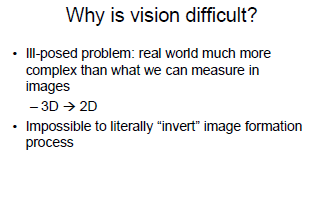 Why is vision difficult?
• Ill-posed problem: real world much more
complex than what we can measure in
images
– 3D → 2D
• Impossible to literally “invert” image formation
process